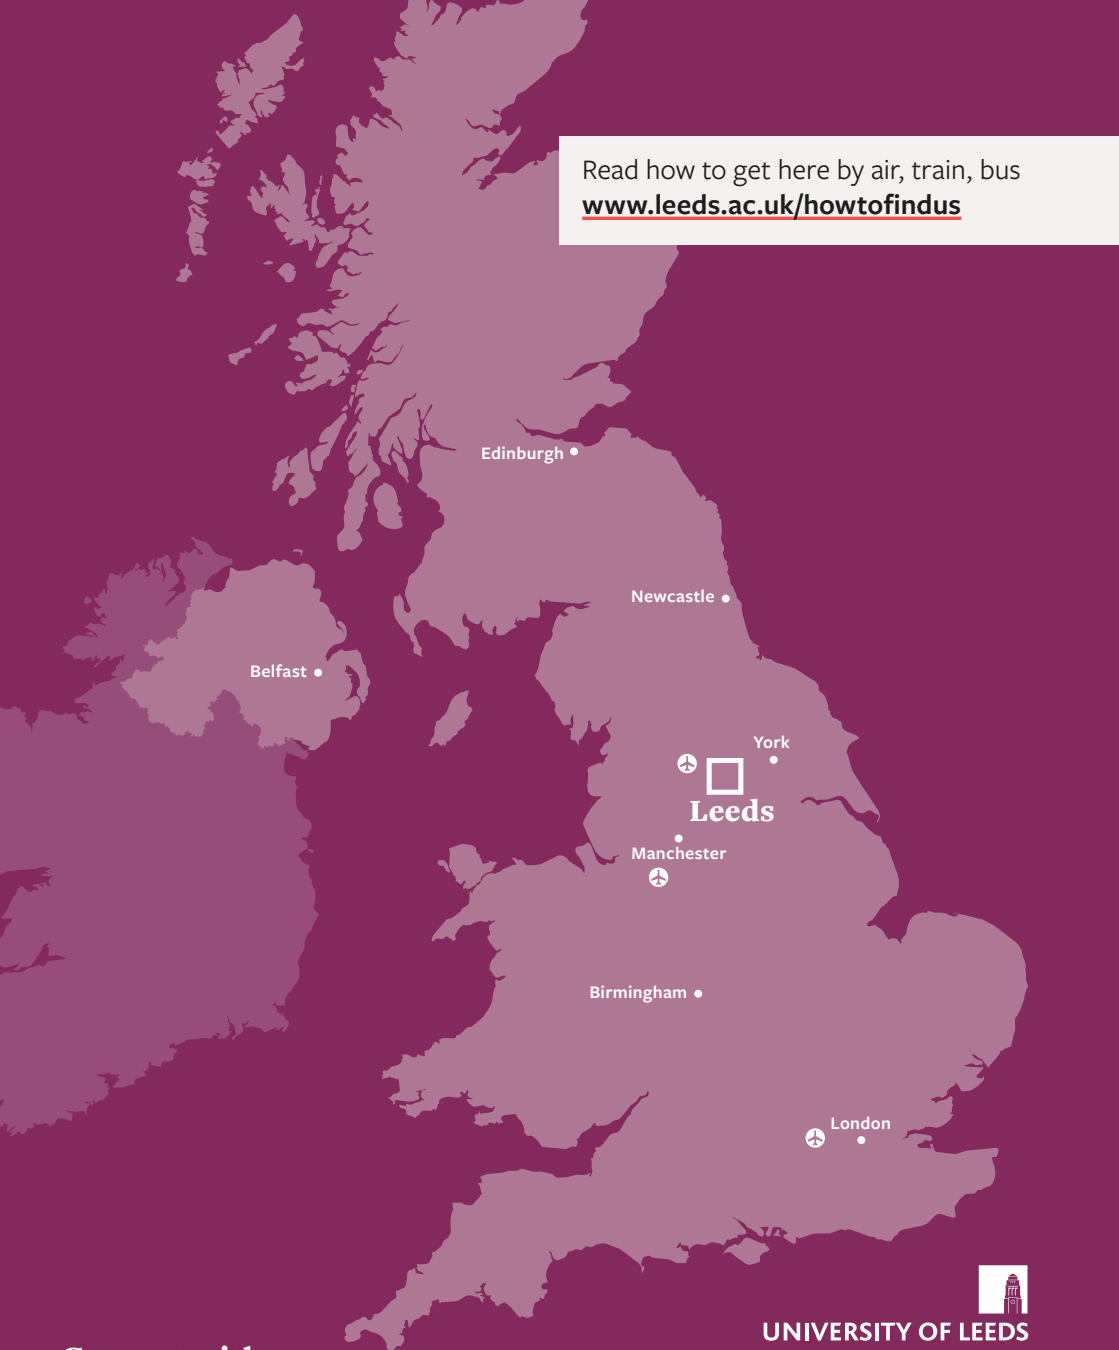 Read how to get here by air, train, bus
www.leeds.ac.uk/howtofindus
Edinburgh
Newcastle
Belfast
York
Leeds
Manchester
Birmingham
London
UNIVERSITY OF LEEDS